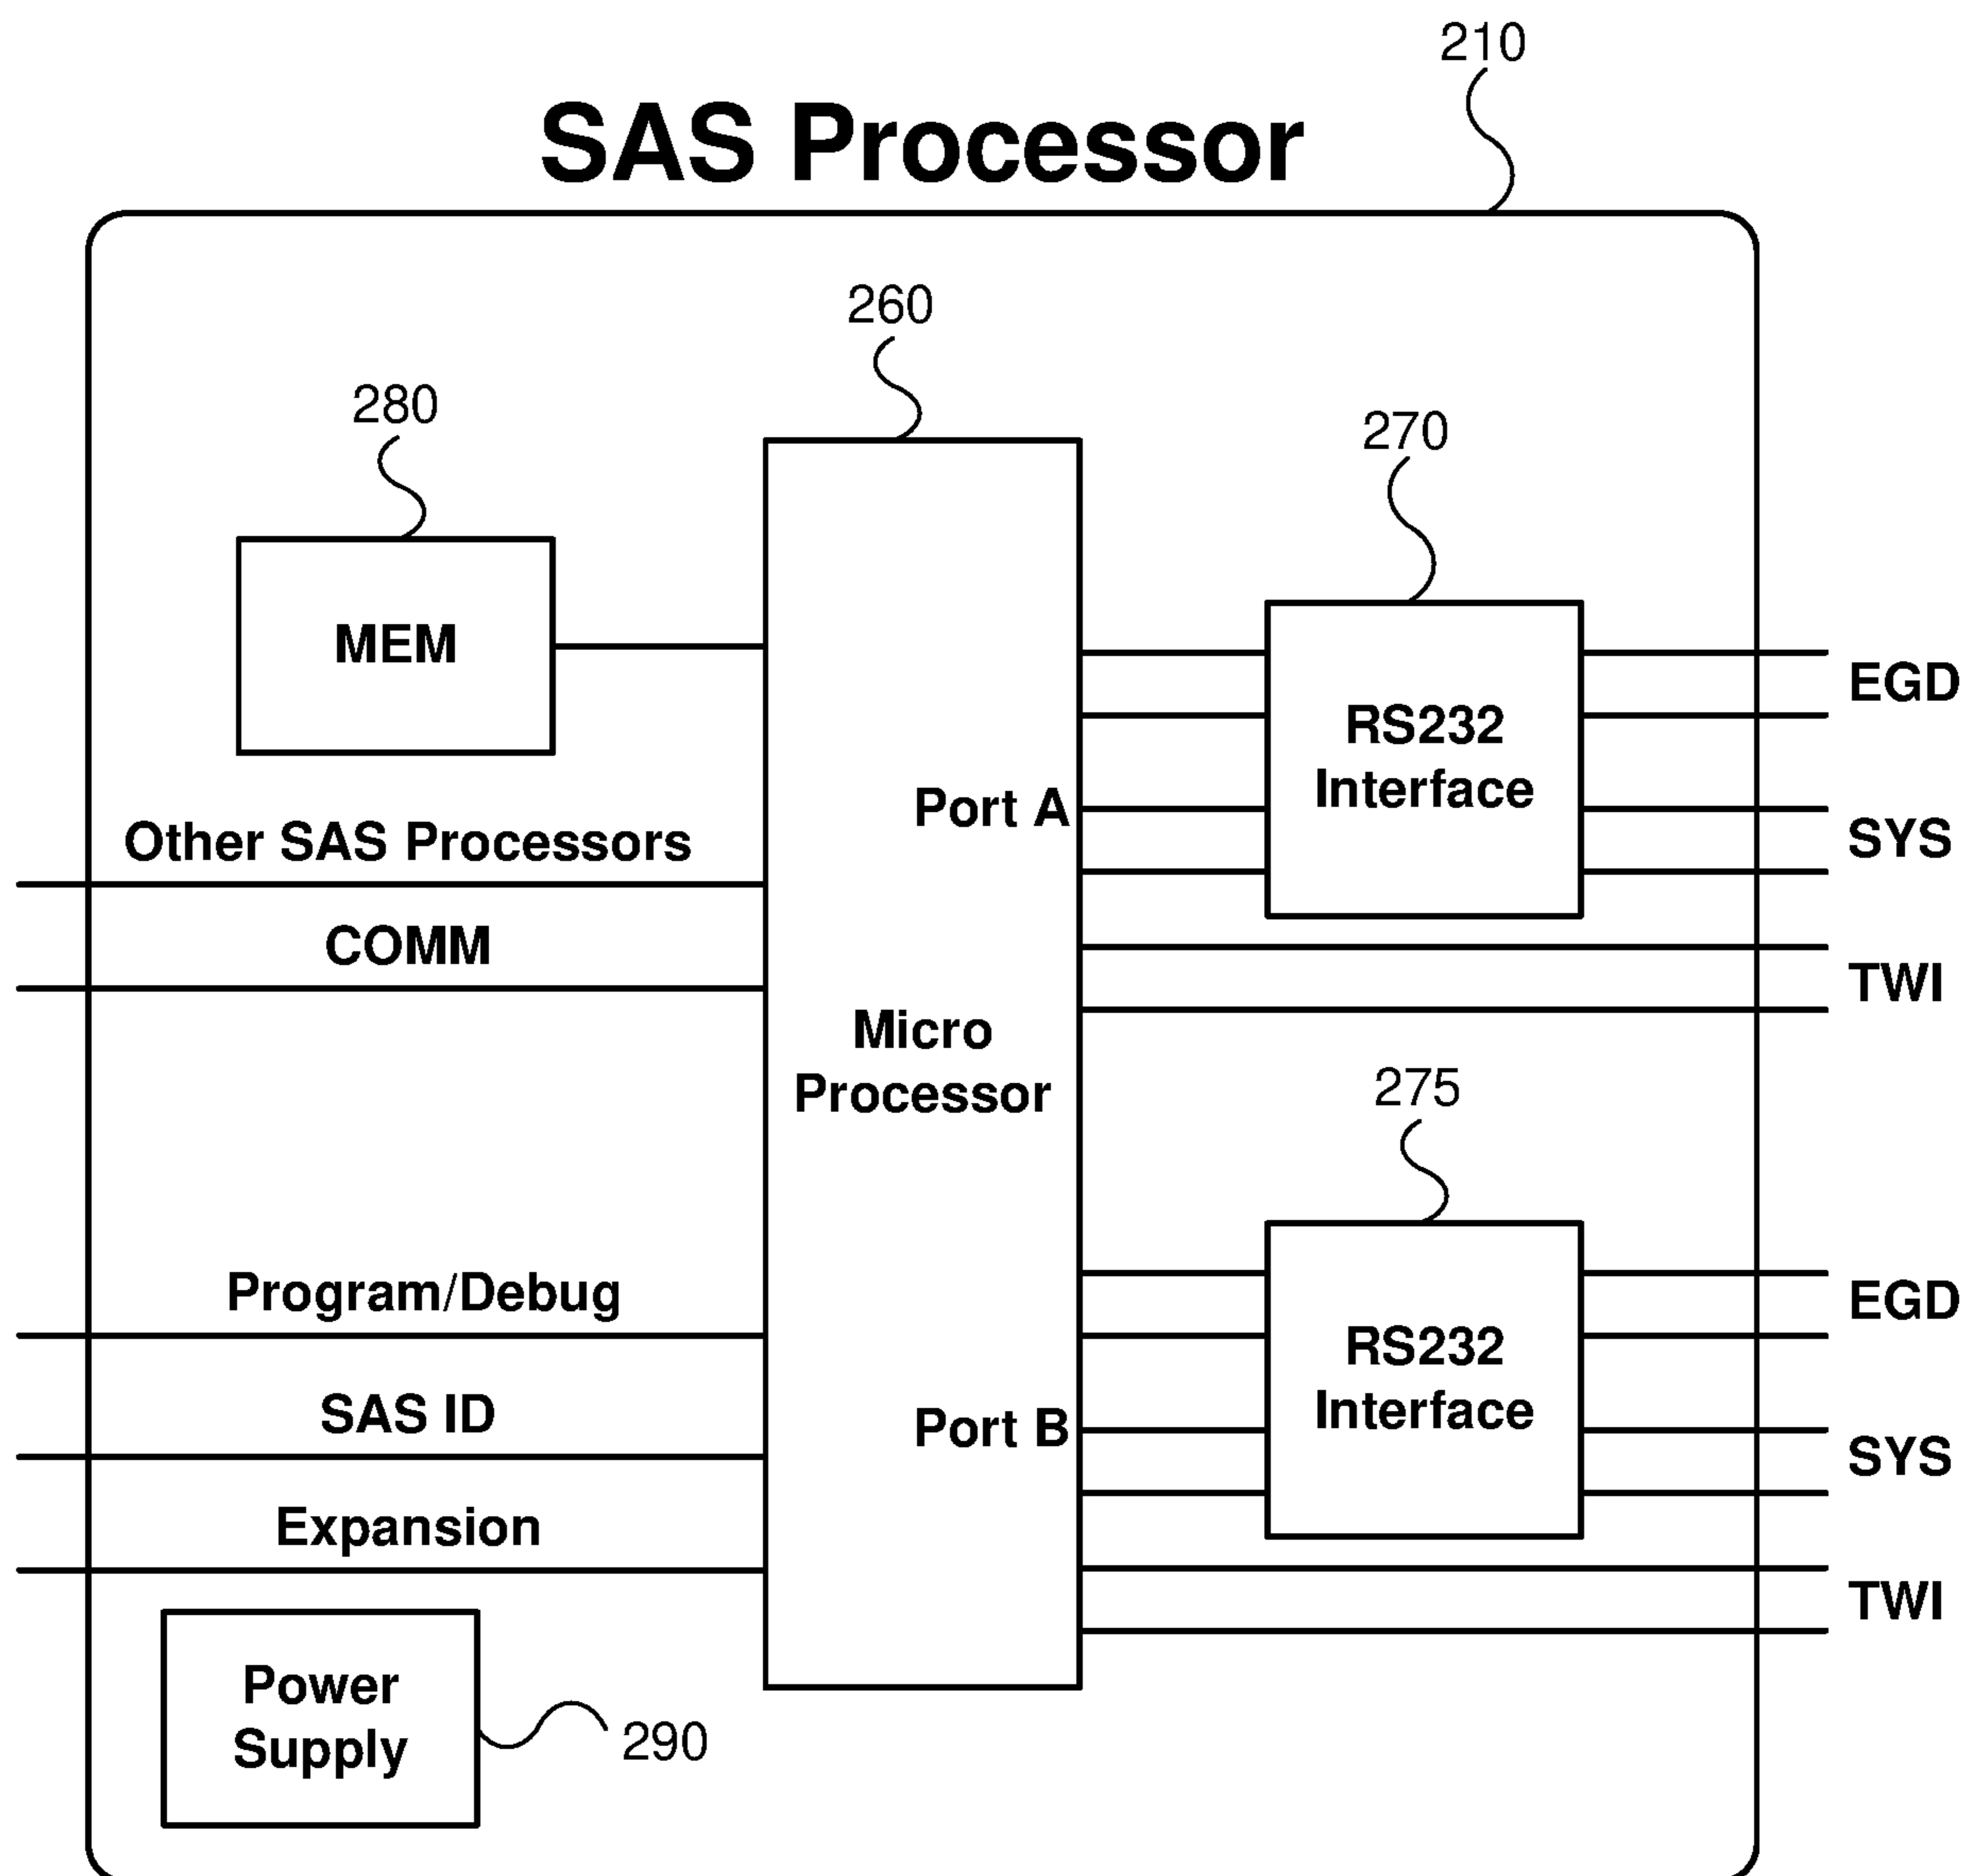 210
SAS Processor
260
280
270
MEM
RS232
Interface
EGD
Port A
SYS
Other SAS Processors
COMM
TWI
Micro
Processor
275
Program/Debug
RS232
Interface
EGD
SAS ID
Port B
SYS
Expansion
TWI
Power
Supply
290